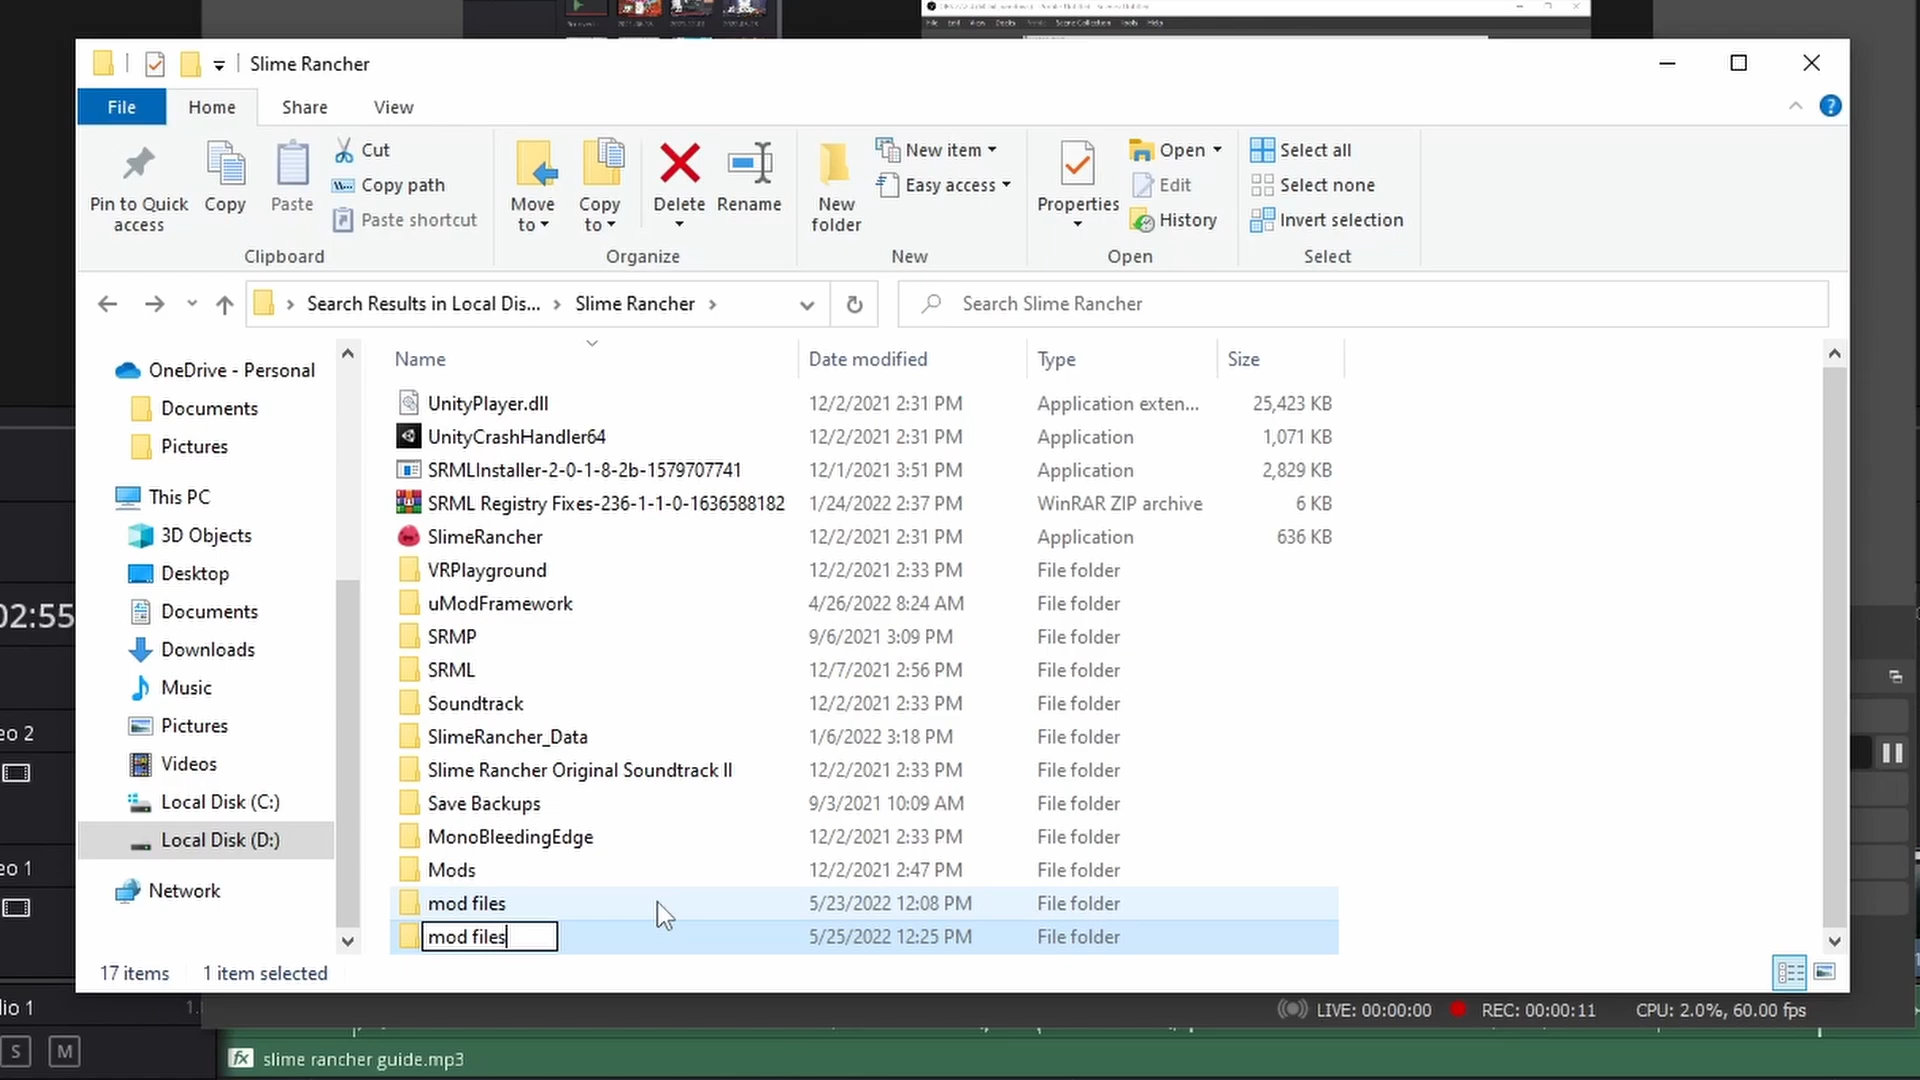 Slime Rancher
File
Home
Share
View
Pin to Quick access
Copy
Paste
Cut
Copy path
Paste shortcut
Clipboard
Move to
Copy to
Delete
Rename
Organize
New folder
New item
Easy access
New
Properties
Open
Edit
History
Open
Select all
Select none
Invert selection
Select
Search Results in Local Dis... > Slime Rancher >
Search Slime Rancher
OneDrive - Personal
Documents
Pictures
This PC
3D Objects
Desktop
Documents
Downloads
Music
Pictures
Videos
Local Disk (C:)
Local Disk (D:)
Network
Name Date modified Type Size
UnityPlayer.dll 12/2/2021 2:31 PM Application exten... 25,423 KB
UnityCrashHandler64 12/2/2021 2:31 PM Application 1,071 KB
SRMLInstaller-2-0-1-8-2b-1579707741 12/1/2021 3:51 PM Application 2,829 KB
SRML Registry Fixes-236-1-1-0-1636588182 1/24/2022 2:37 PM WinRAR ZIP archive 6 KB
SlimeRancher 12/2/2021 2:31 PM Application 636 KB
VRPlayground 12/2/2021 2:33 PM File folder
uModFramework 4/26/2022 8:24 AM File folder
SRMP 9/6/2021 3:09 PM File folder
SRML 12/7/2021 2:56 PM File folder
Soundtrack 12/2/2021 2:33 PM File folder
SlimeRancher_Data 1/6/2022 3:18 PM File folder
Slime Rancher Original Soundtrack II 12/2/2021 2:33 PM File folder
Save Backups 9/3/2021 10:09 AM File folder
MonoBleedingEdge 12/2/2021 2:33 PM File folder
Mods 12/2/2021 2:47 PM File folder
mod files 5/23/2022 12:08 PM File folder
mod files 5/25/2022 12:25 PM File folder
17 items 1 item selected
02:55
eo 2
eo 1
dio 1
1.
S M
LIVE: 00:00:00 REC: 00:00:11 CPU: 2.0%, 60.00 fps
fx slime rancher guide.mp3